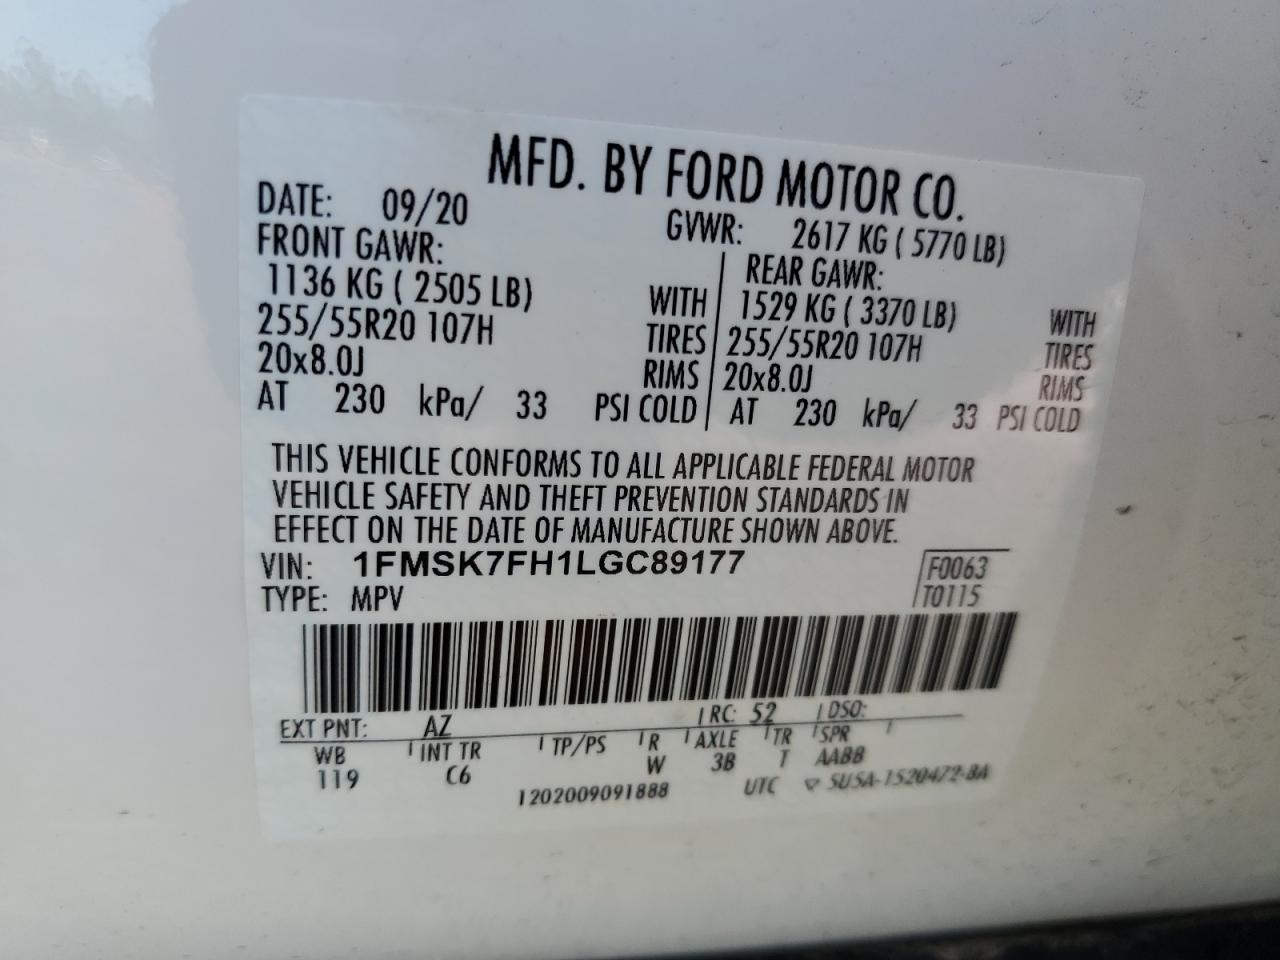 MFD. BY FORD MOTOR CO.
DATE: 09/20 GVWR: 2617 KG ( 5770 LB)
FRONT GAWR: REAR GAWR:
1136 KG ( 2505 LB) WITH 1529 KG ( 3370 LB) WITH
255/55R20 107H TIRES 255/55R20 107H TIRES
20x8.0J RIMS 20x8.0J RIMS
AT 230 kPa/ 33 PSI COLD AT 230 kPa/ 33 PSI COLD
THIS VEHICLE CONFORMS TO ALL APPLICABLE FEDERAL MOTOR
VEHICLE SAFETY AND THEFT PREVENTION STANDARDS IN
EFFECT ON THE DATE OF MANUFACTURE SHOWN ABOVE.
VIN: 1FMSK7FH1LGC89177 F0063
TYPE: MPV T0115
EXT PNT: AZ RC: 52 DSO:
WB INT TR TP/PS R AXLE TR SPR
119 C6 W 3B T AABB
1202009091888 UTC ▽ SUSA-1520472-BA